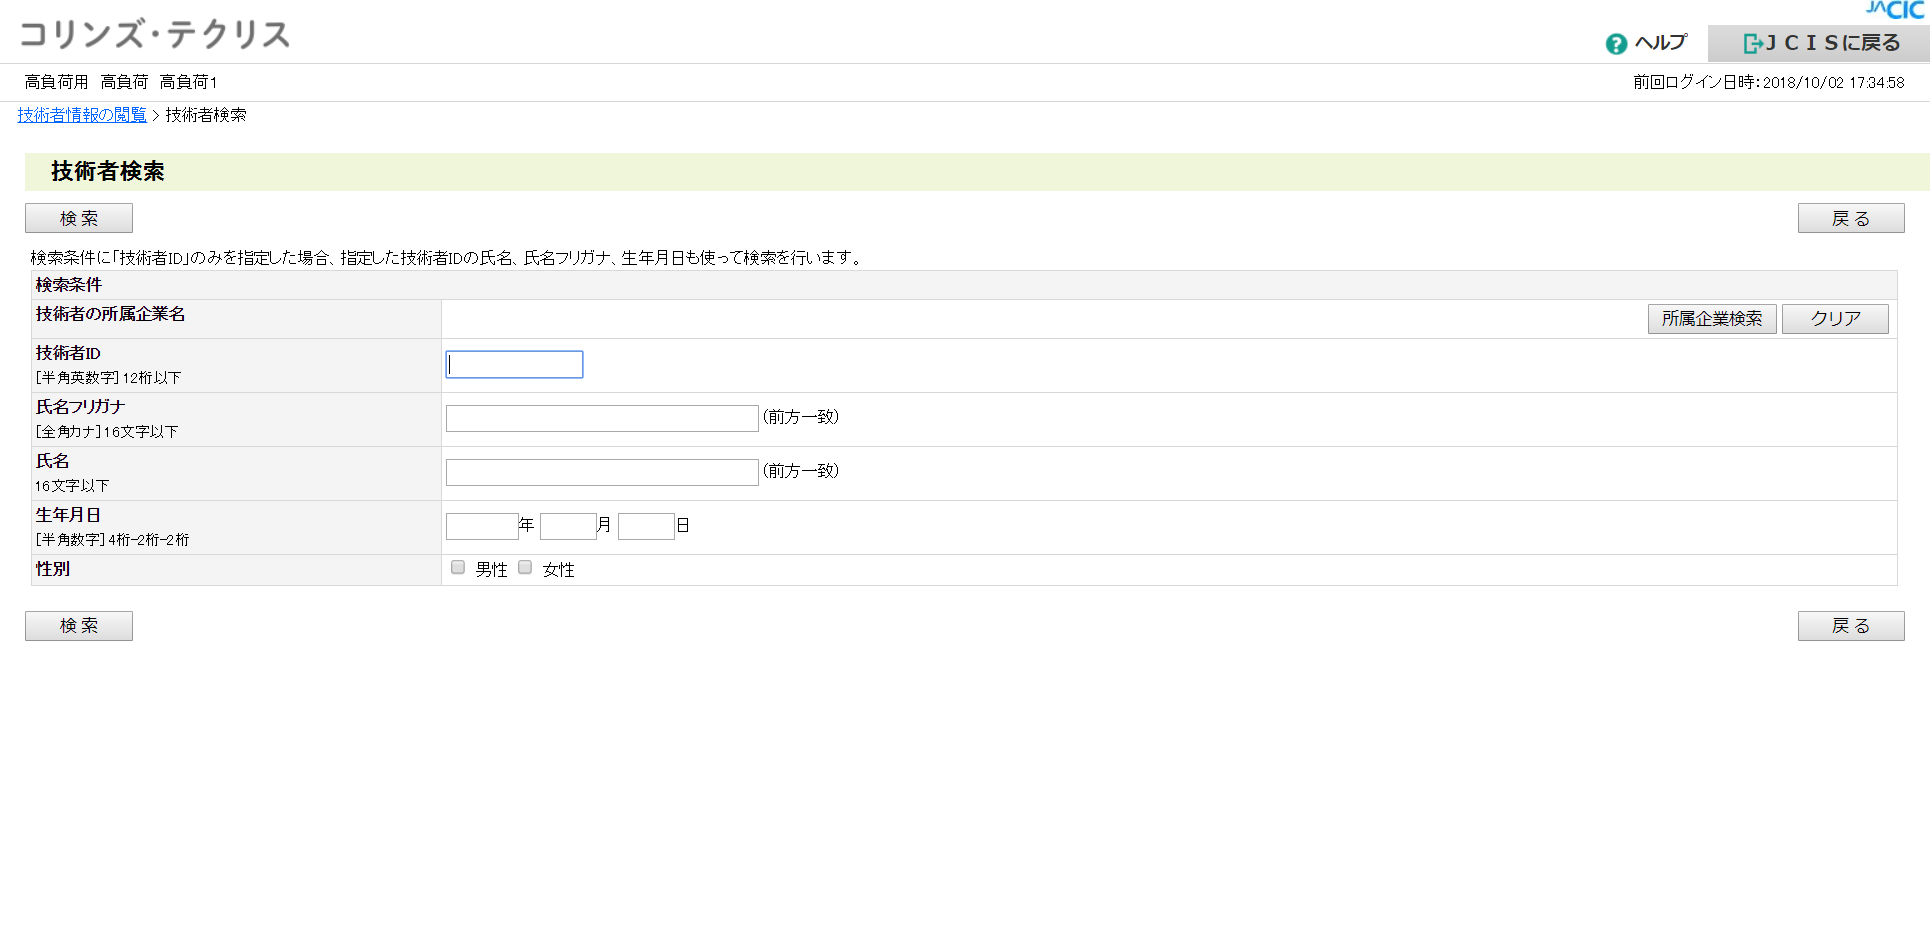 JACIC
コリンズ・テクリス
ヘルプ
ＪＣＩＳに戻る
高負荷用 高負荷 高負荷1
前回ログイン日時：2018/10/02 17:34:58
技術者情報の閲覧 > 技術者検索
技術者検索
検 索
戻 る
検索条件に「技術者ID」のみを指定した場合、指定した技術者IDの氏名、氏名フリガナ、生年月日も使って検索を行います。
検索条件
技術者の所属企業名
所属企業検索
クリア
技術者ID
[半角英数字] 12桁以下
氏名フリガナ
(前方一致)
[全角カナ] 16文字以下
氏名
(前方一致)
16文字以下
生年月日
年 月 日
[半角数字] 4桁-2桁-2桁
性別
男性 女性
検 索
戻 る